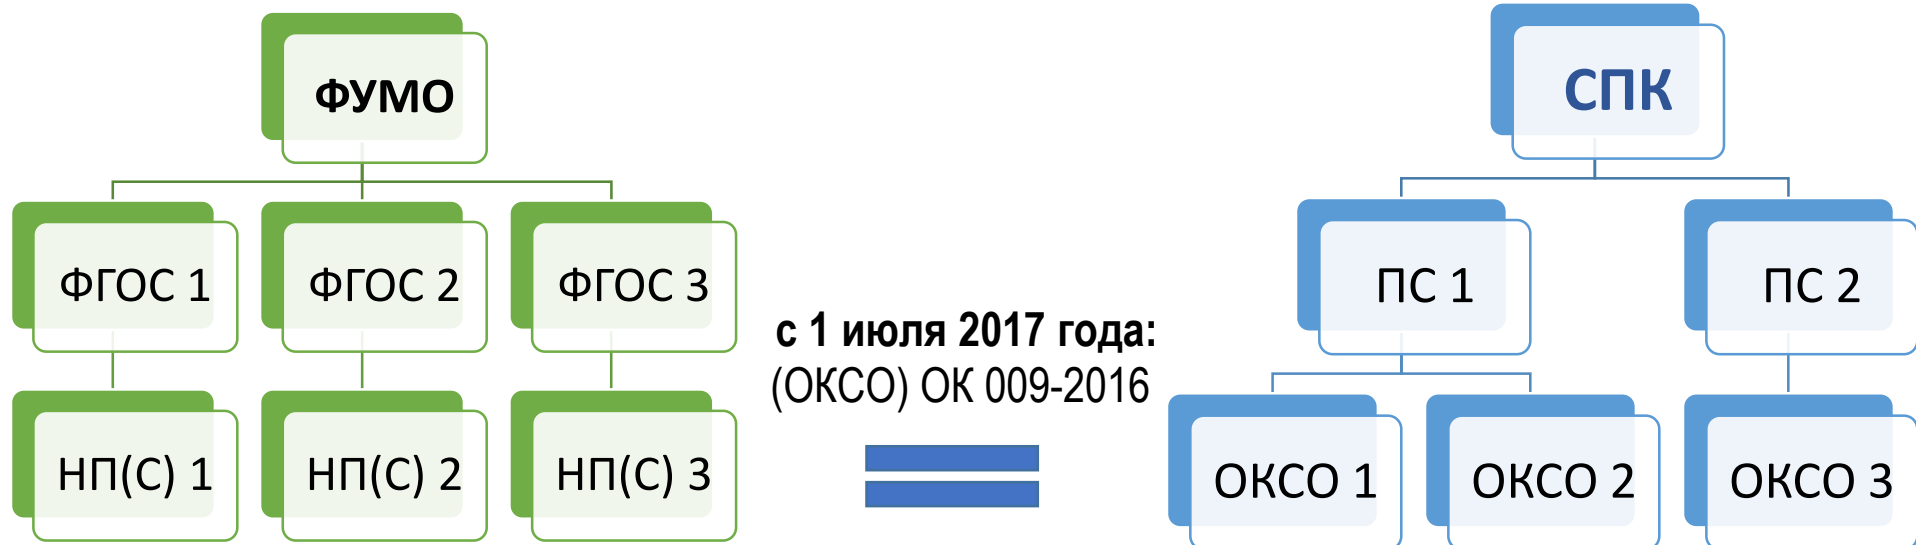 ФУМО
ФГОС 1
ФГОС 2
ФГОС 3
НП(С) 1
НП(С) 2
НП(С) 3
с 1 июля 2017 года:
(ОКСО) ОК 009-2016
СПК
ПС 1
ПС 2
ОКСО 1
ОКСО 2
ОКСО 3